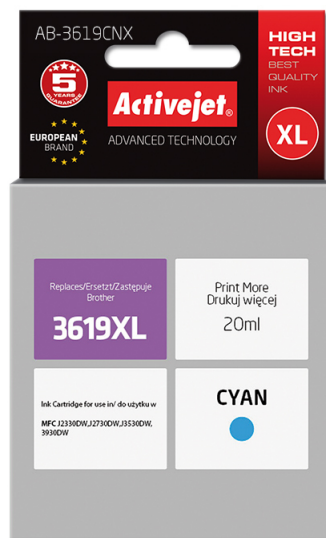 AB-3619CNX
HIGH
TECH
BEST
QUALITY
INK
5
YEARS
GUARANTEE
Activejet®
EUROPEAN
BRAND
ADVANCED TECHNOLOGY
XL
Replaces/Ersetzt/Zastępuje
Brother
3619XL
Print More
Drukuj więcej
20ml
Ink Cartridge for use in/ do użytku w
MFC J2330DW,J2730DW,J3530DW,
3930DW
CYAN